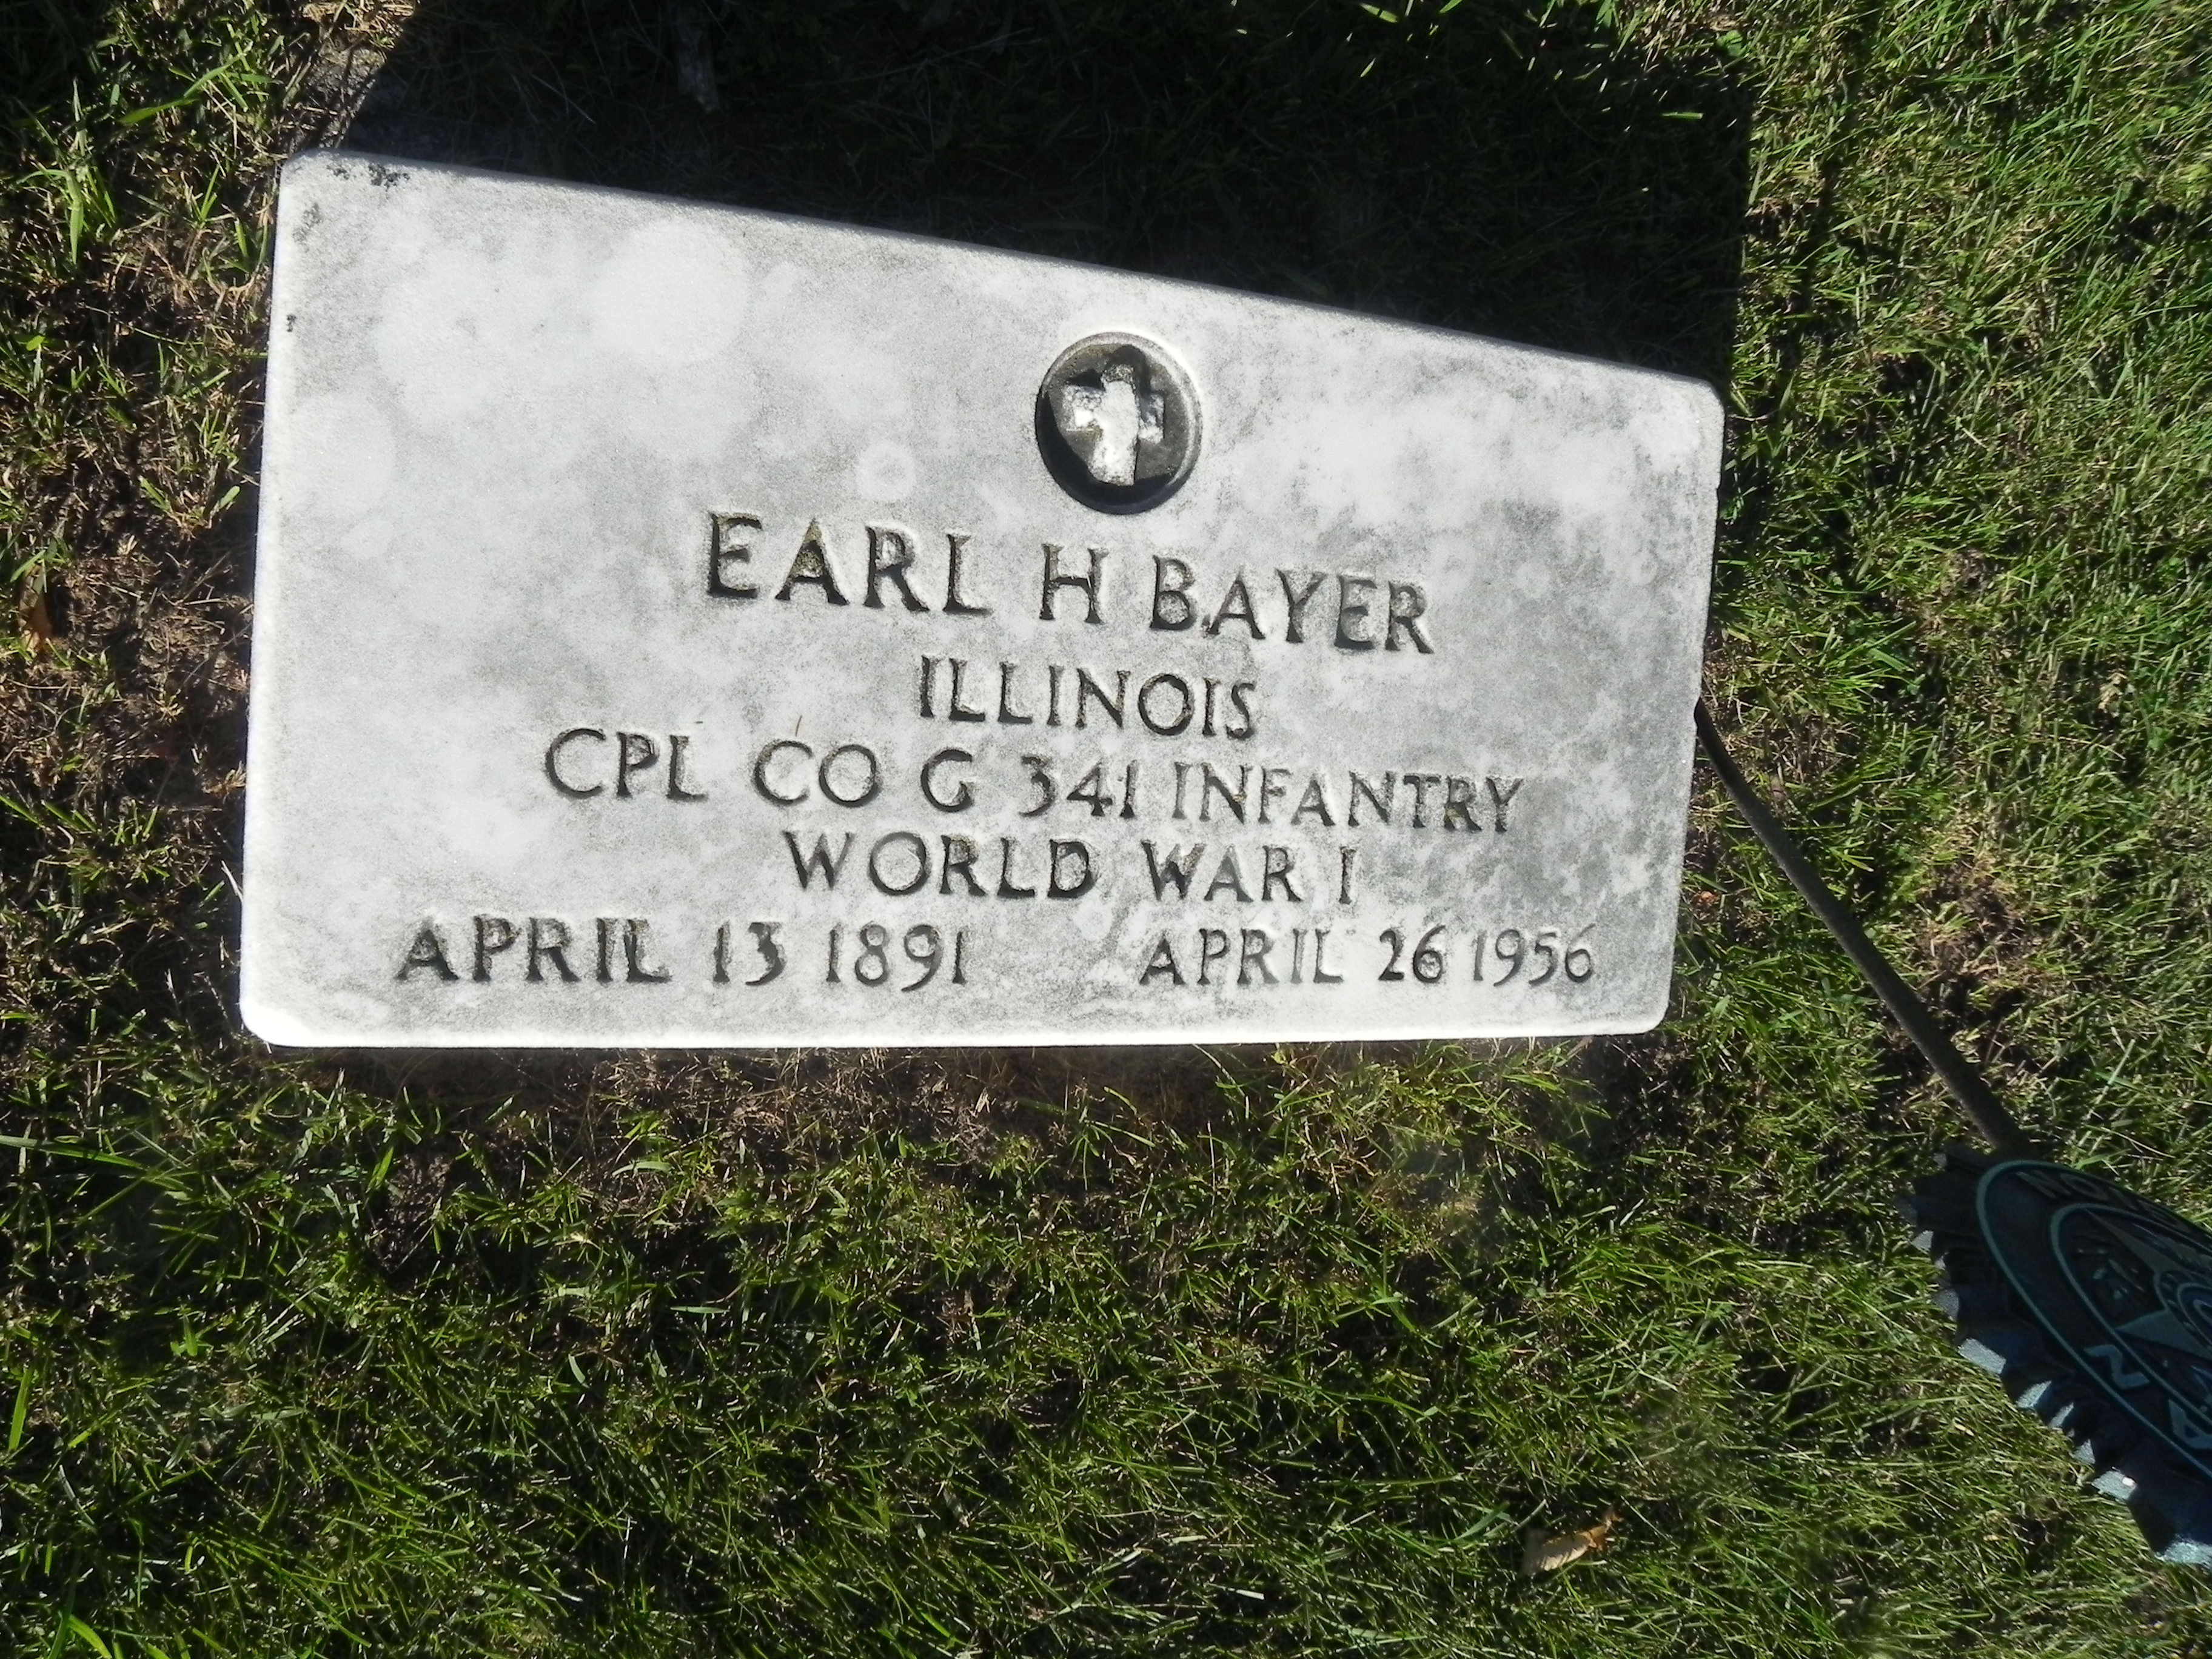 EARL H BAYER
ILLINOIS
CPL CO G 341 INFANTRY
WORLD WAR I
APRIL 13 1891 APRIL 26 1956